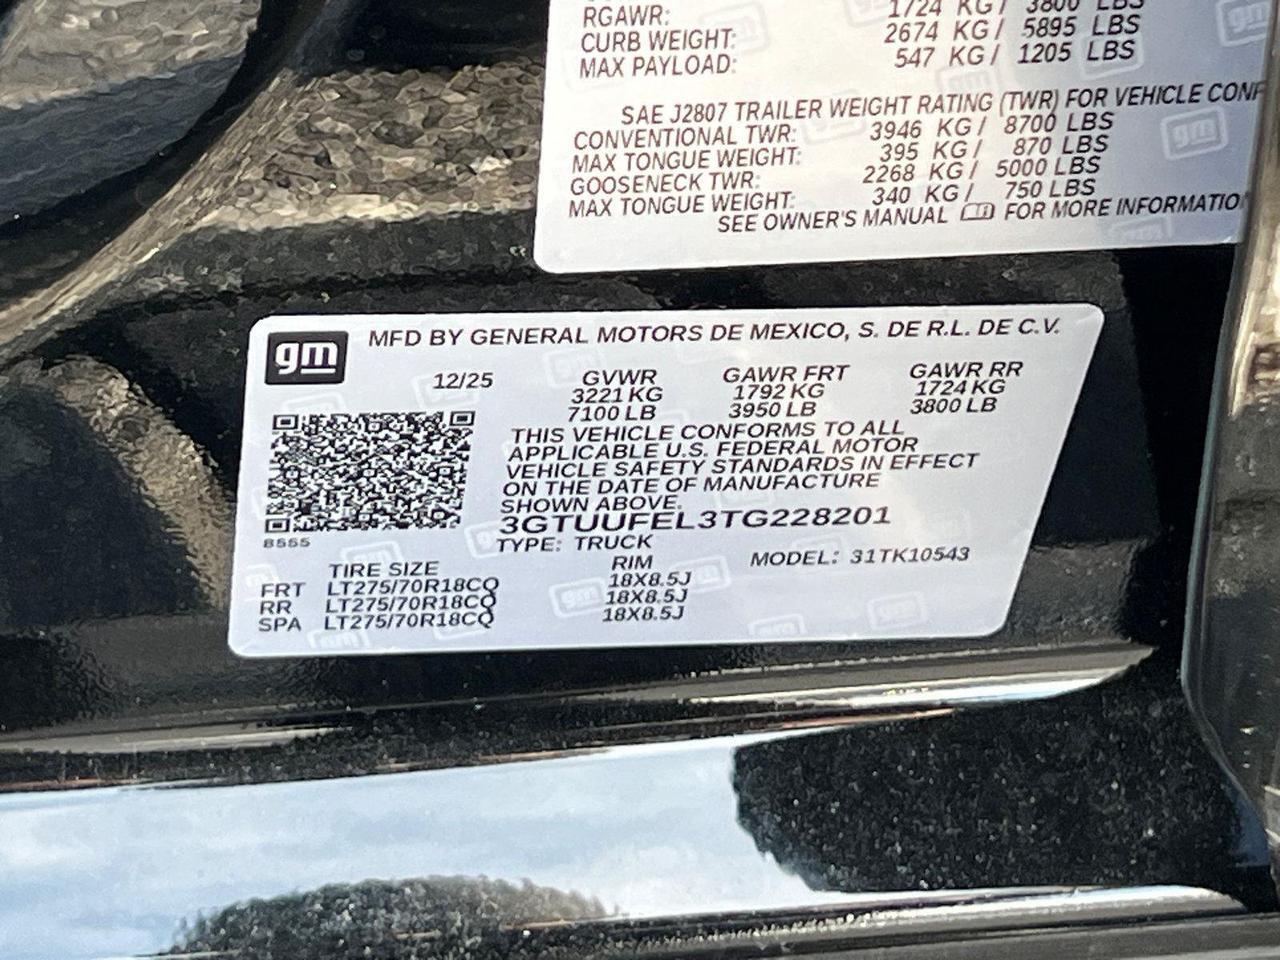 RGAWR: 1724 KG/ 3800 LBS
CURB WEIGHT: 2674 KG/ 5895 LBS
MAX PAYLOAD: 547 KG/ 1205 LBS
SAE J2807 TRAILER WEIGHT RATING (TWR) FOR VEHICLE CONF
CONVENTIONAL TWR: 3946 KG/ 8700 LBS
MAX TONGUE WEIGHT: 395 KG/ 870 LBS
GOOSENECK TWR: 2268 KG/ 5000 LBS
MAX TONGUE WEIGHT: 340 KG/ 750 LBS
SEE OWNER'S MANUAL FOR MORE INFORMATIO
gm MFD BY GENERAL MOTORS DE MEXICO, S. DE R.L. DE C.V.
12/25 GVWR GAWR FRT GAWR RR
3221 KG 1792 KG 1724 KG
7100 LB 3950 LB 3800 LB
THIS VEHICLE CONFORMS TO ALL
APPLICABLE U.S. FEDERAL MOTOR
VEHICLE SAFETY STANDARDS IN EFFECT
ON THE DATE OF MANUFACTURE
SHOWN ABOVE.
3GTUUFEL3TG228201
8555 TYPE: TRUCK MODEL: 31TK10543
TIRE SIZE RIM
FRT LT275/70R18CQ 18X8.5J
RR LT275/70R18CQ 18X8.5J
SPA LT275/70R18CQ 18X8.5J